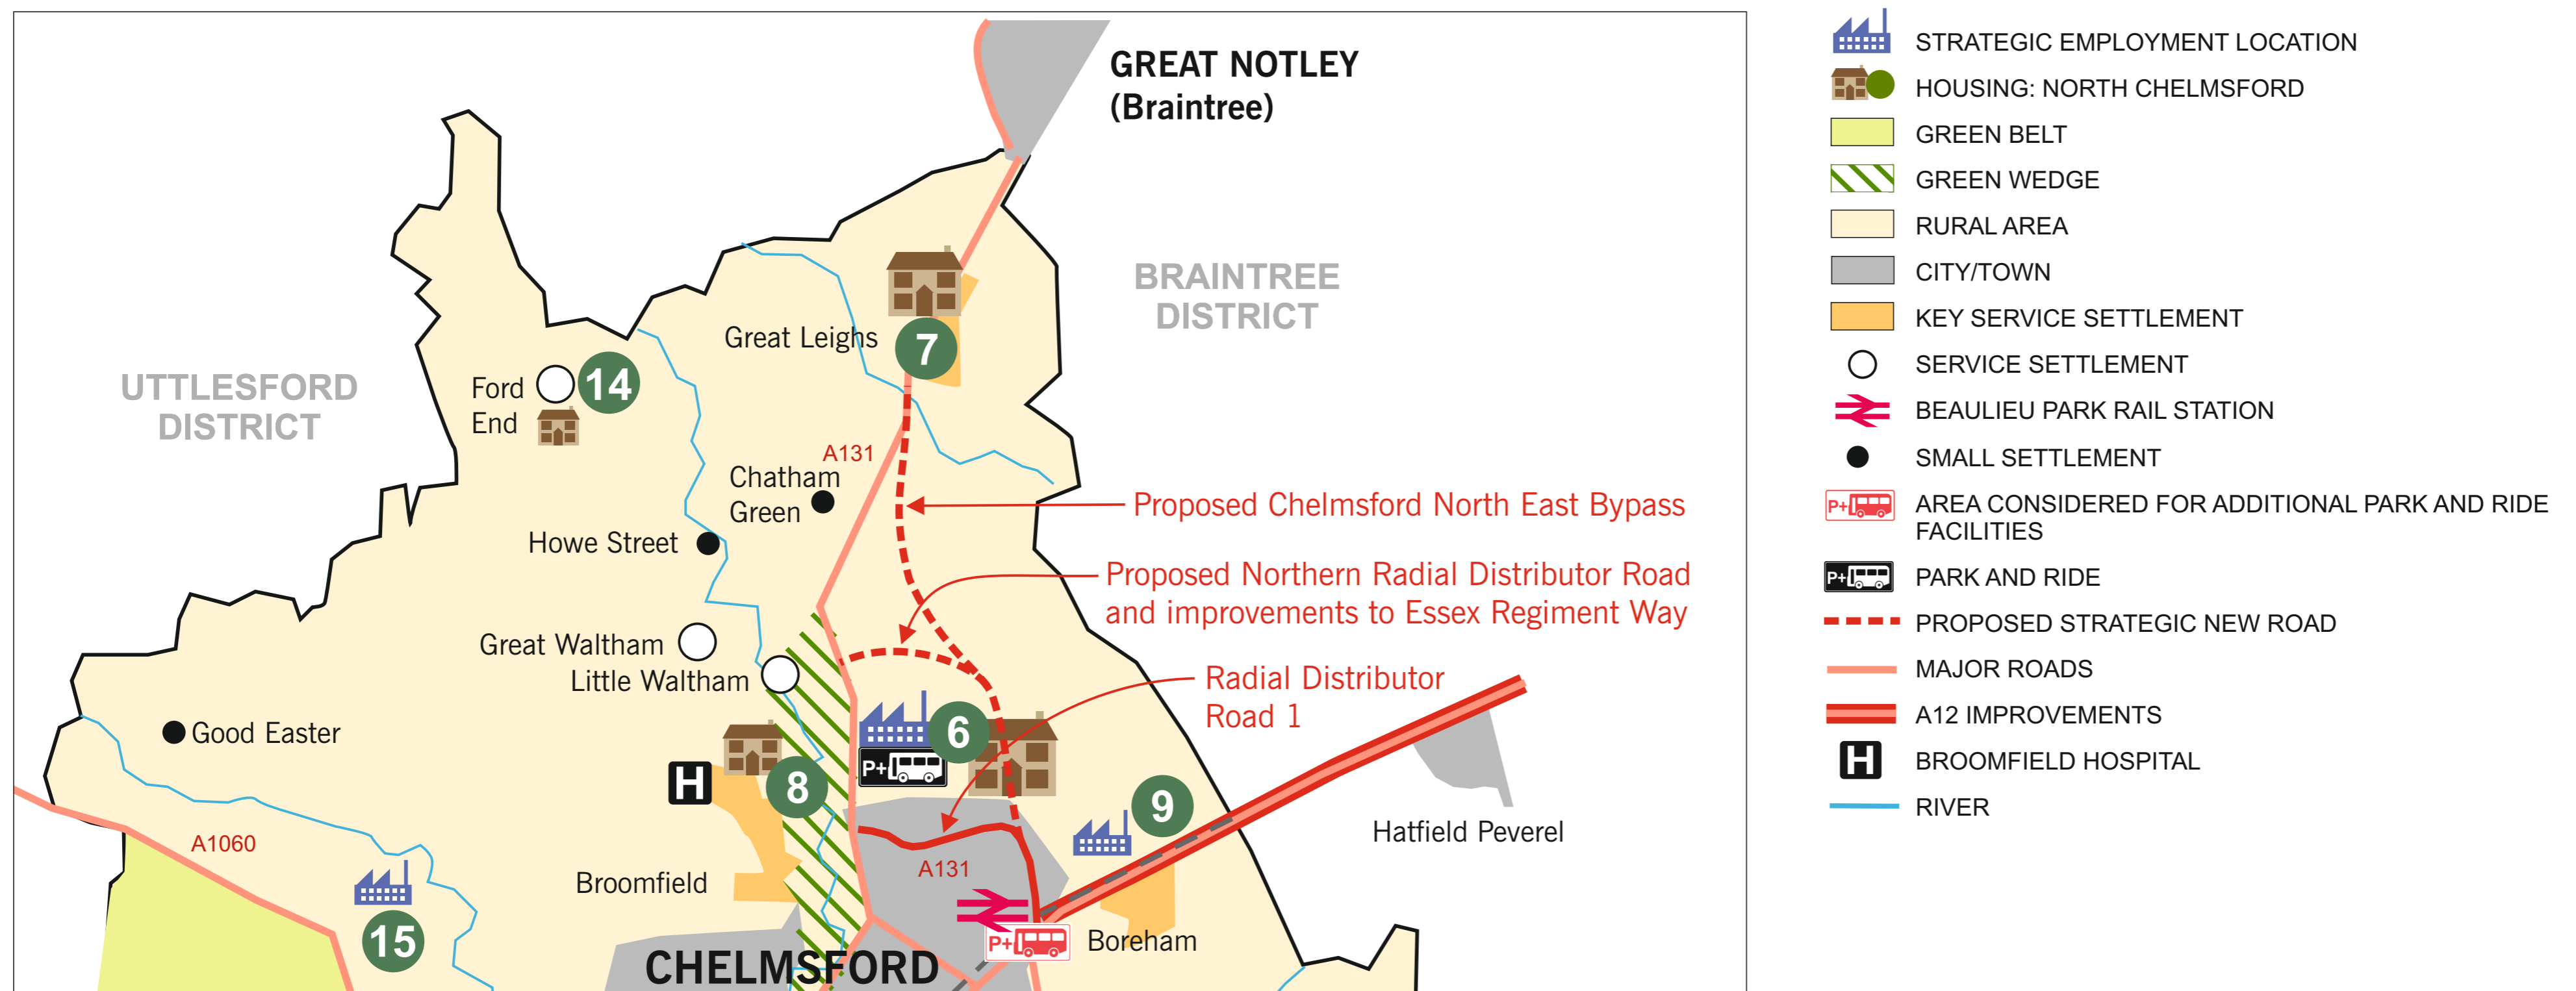 GREAT NOTLEY
(Braintree)
BRAINTREE
DISTRICT
Great Leighs
7
UTTLESFORD
DISTRICT
Ford
End
14
A131
Chatham
Green
Proposed Chelmsford North East Bypass
Howe Street
Proposed Northern Radial Distributor Road
and improvements to Essex Regiment Way
Great Waltham
Little Waltham
Radial Distributor
Road 1
Good Easter
6
P+
H
8
9
Hatfield Peverel
A1060
A131
Broomfield
15
P+
Boreham
CHELMSFORD
STRATEGIC EMPLOYMENT LOCATION
HOUSING: NORTH CHELMSFORD
GREEN BELT
GREEN WEDGE
RURAL AREA
CITY/TOWN
KEY SERVICE SETTLEMENT
SERVICE SETTLEMENT
BEAULIEU PARK RAIL STATION
SMALL SETTLEMENT
P+ AREA CONSIDERED FOR ADDITIONAL PARK AND RIDE
FACILITIES
P+ PARK AND RIDE
PROPOSED STRATEGIC NEW ROAD
MAJOR ROADS
A12 IMPROVEMENTS
H BROOMFIELD HOSPITAL
RIVER